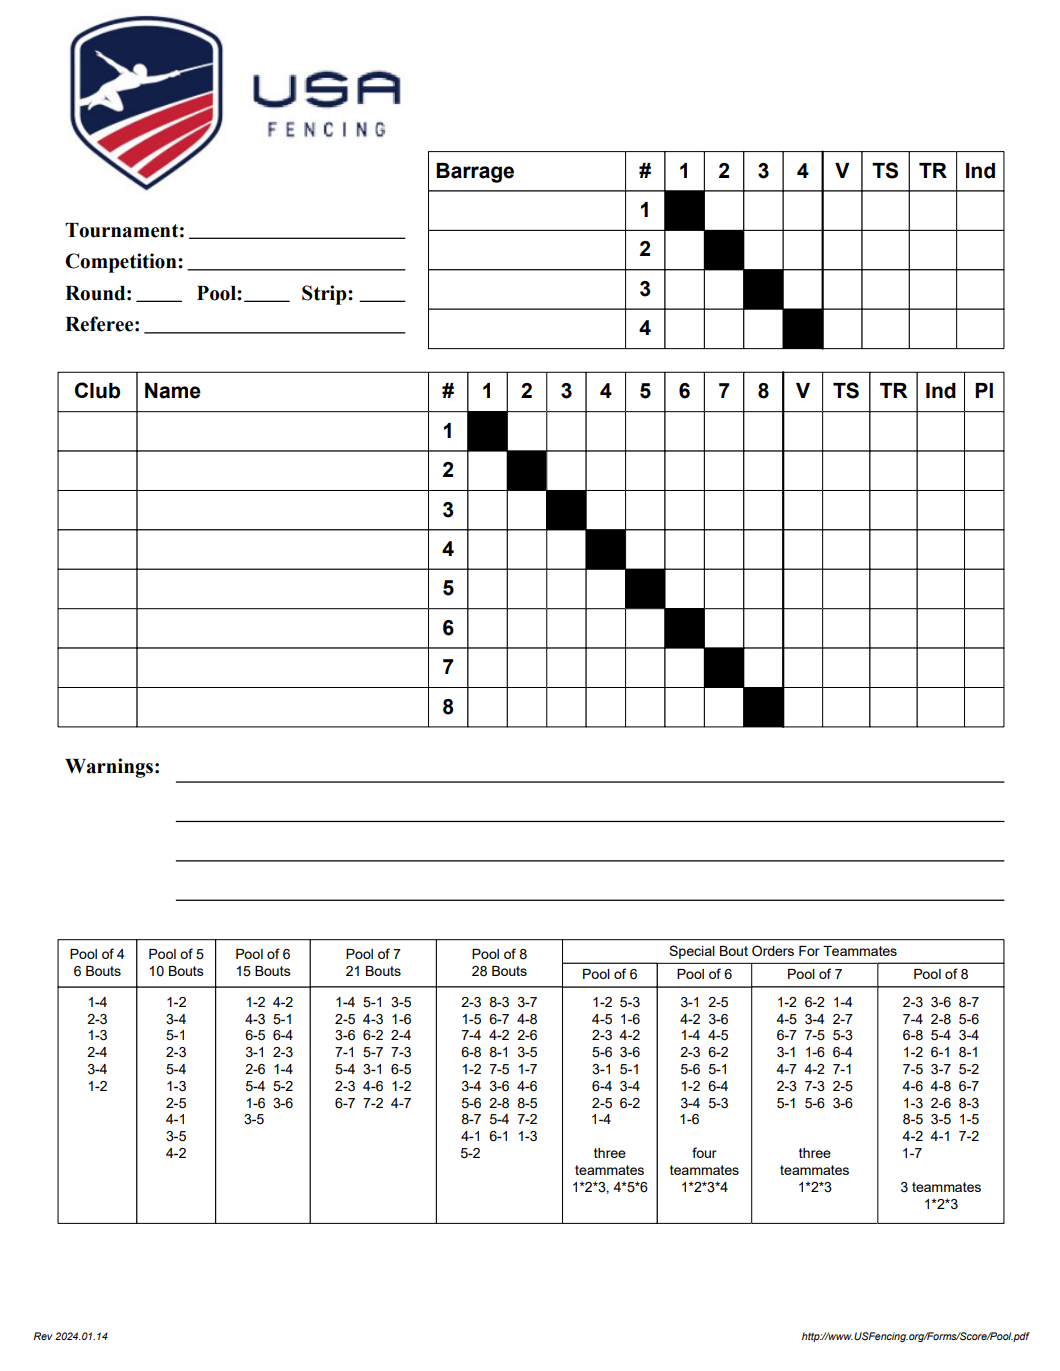 USA
FENCING
Tournament:
Competition:
Round: Pool: Strip:
Referee:
Barrage # 1 2 3 4 V TS TR Ind
1
2
3
4
Club Name # 1 2 3 4 5 6 7 8 V TS TR Ind Pl
1
2
3
4
5
6
7
8
Warnings:
Pool of 4
6 Bouts
1-4
2-3
1-3
2-4
3-4
1-2
Pool of 5
10 Bouts
1-2
3-4
5-1
2-3
5-4
1-3
2-5
4-1
3-5
4-2
Pool of 6
15 Bouts
1-2 4-2
4-3 5-1
6-5 6-4
3-1 2-3
2-6 1-4
5-4 5-2
1-6 3-6
3-5
Pool of 7
21 Bouts
1-4 5-1 3-5
2-5 4-3 1-6
3-6 6-2 2-4
7-1 5-7 7-3
5-4 3-1 6-5
2-3 4-6 1-2
6-7 7-2 4-7
Pool of 8
28 Bouts
2-3 8-3 3-7
1-5 6-7 4-8
7-4 4-2 2-6
6-8 8-1 3-5
1-2 7-5 1-7
3-4 3-6 4-6
5-6 2-8 8-5
8-7 5-4 7-2
4-1 6-1 1-3
5-2
Special Bout Orders For Teammates
Pool of 6
1-2 5-3
4-5 1-6
2-3 4-2
5-6 3-6
3-1 5-1
6-4 3-4
2-5 6-2
1-4
three
teammates
1*2*3, 4*5*6
Pool of 6
3-1 2-5
4-2 3-6
1-4 4-5
2-3 6-2
5-6 5-1
1-2 6-4
3-4 5-3
1-6
four
teammates
1*2*3*4
Pool of 7
1-2 6-2 1-4
4-5 3-4 2-7
6-7 7-5 5-3
3-1 1-6 6-4
4-7 4-2 7-1
2-3 7-3 2-5
5-1 5-6 3-6
three
teammates
1*2*3
Pool of 8
2-3 3-6 8-7
7-4 2-8 5-6
6-8 5-4 3-4
1-2 6-1 8-1
7-5 3-7 5-2
4-6 4-8 6-7
1-3 2-6 8-3
8-5 3-5 1-5
4-2 4-1 7-2
1-7
3 teammates
1*2*3
Rev 2024.01.14
http://www.USFencing.org/Forms/Score/Pool.pdf